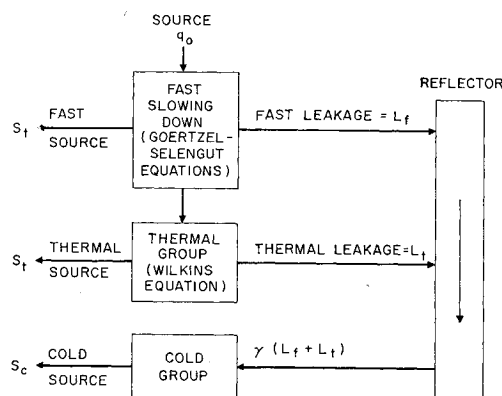 SOURCE
q₀
REFLECTOR
FAST
SLOWING
DOWN
(GOERTZEL-
SELENGUT
EQUATIONS)
FAST LEAKAGE = L_f
S_f
FAST
SOURCE
THERMAL
GROUP
(WILKINS
EQUATION)
THERMAL LEAKAGE=L_t
S_t
THERMAL
SOURCE
COLD
GROUP
γ (L_f + L_t)
S_c
COLD
SOURCE